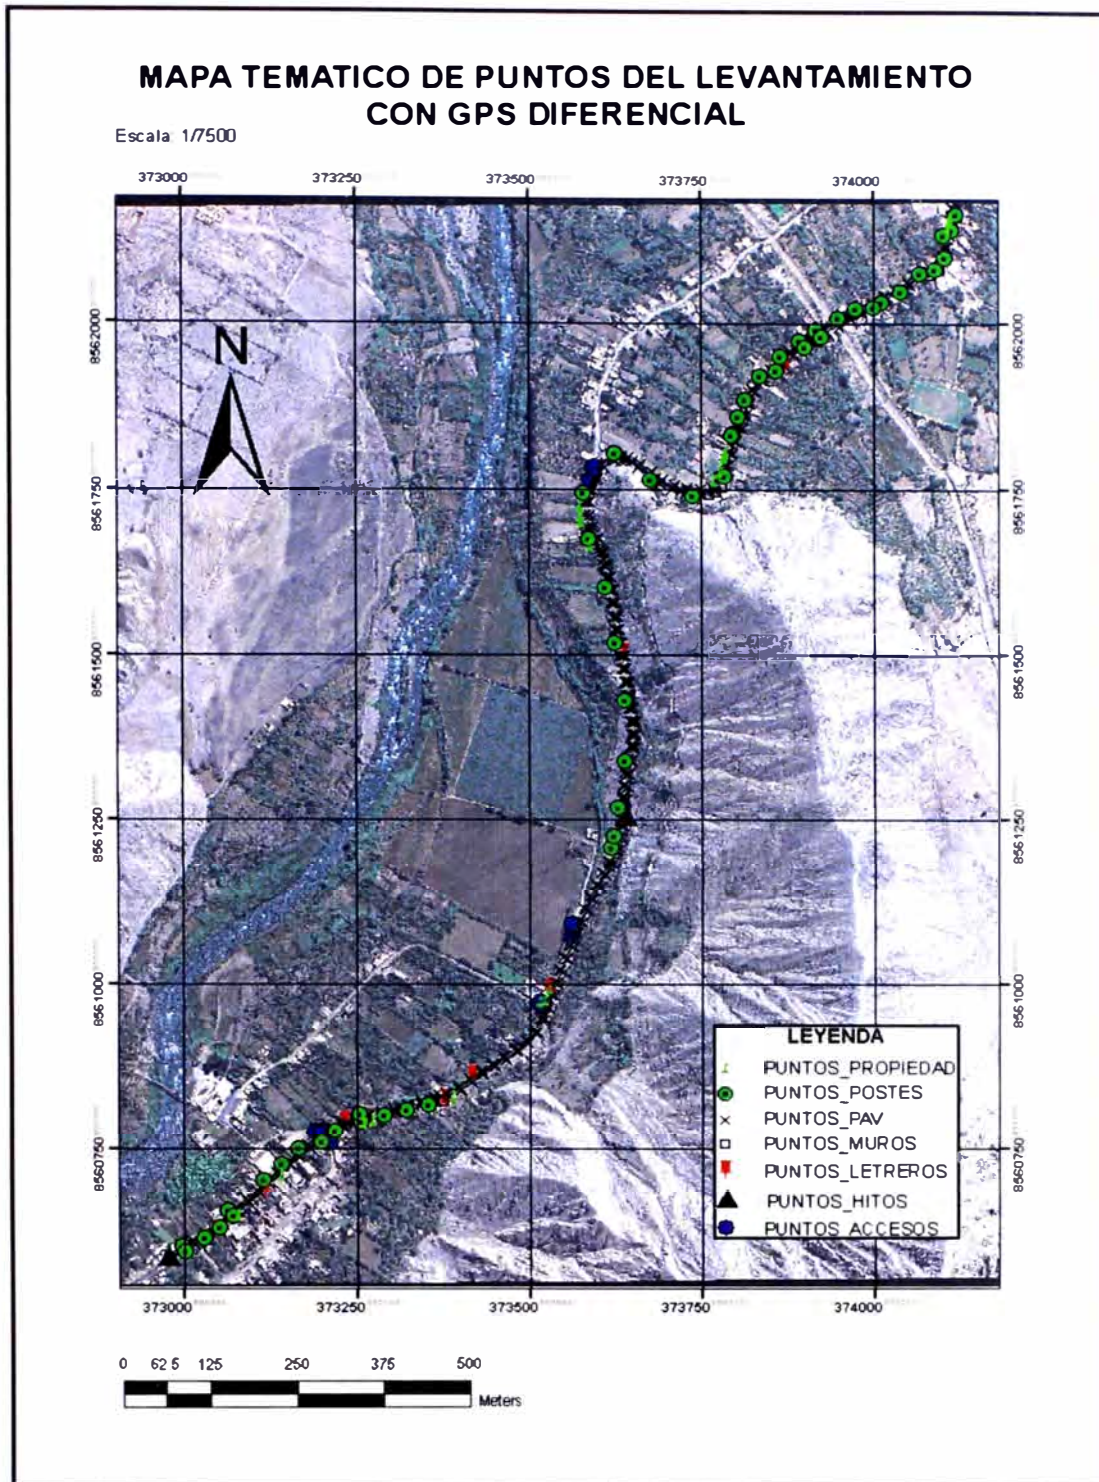 MAPA TEMATICO DE PUNTOS DEL LEVANTAMIENTO
CON GPS DIFERENCIAL
Escala: 1/7500
373000 373250 373500 373750 374000
8562000 8562000
N
8561750 8561750
8561500 8561500
8561250 8561250
8561000 8561000
8560750 8560750
LEYENDA
PUNTOS_PROPIEDAD
PUNTOS_POSTES
PUNTOS_PAV
PUNTOS_MUROS
PUNTOS_LETREROS
PUNTOS_HITOS
PUNTOS_ACCESOS
373000 373250 373500 373750 374000
0 62 5 125 250 375 500
Meters